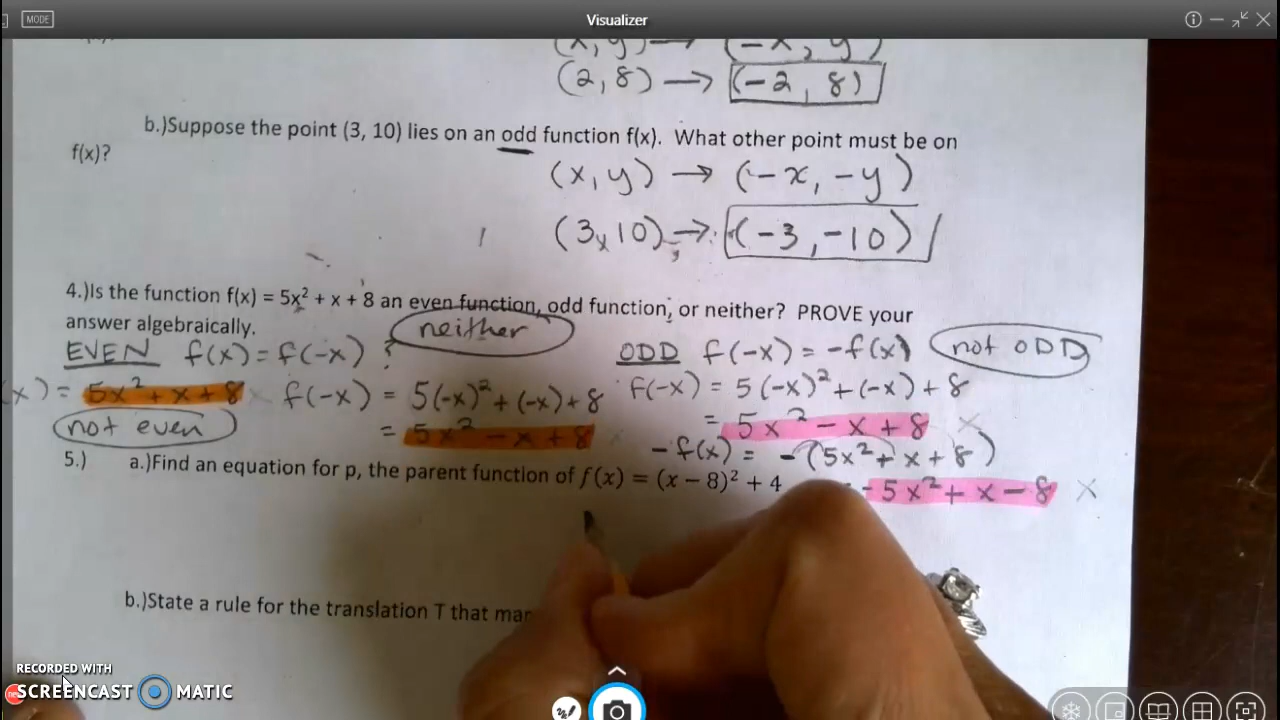 MODE
Visualizer
(x, y) → (-x, y)
(2, 8) → (-2, 8)
b.)Suppose the point (3, 10) lies on an odd function f(x). What other point must be on
f(x)?
(x, y) → (-x, -y)
(3, 10) → (-3, -10)
4.)Is the function f(x) = 5x² + x + 8 an even function, odd function, or neither? PROVE your
answer algebraically.
neither
EVEN f(x) = f(-x) ?
ODD f(-x) = -f(x) not ODD
(x) = 5x² + x + 8 f(-x) = 5(-x)² + (-x) + 8
f(-x) = 5(-x)² + (-x) + 8
not even = 5x² - x + 8
= 5x² - x + 8
-f(x) = -(5x² + x + 8)
5.) a.)Find an equation for p, the parent function of f(x) = (x − 8)² + 4
-5x² + x - 8
b.)State a rule for the translation T that
RECORDED WITH
SCREENCAST MATIC